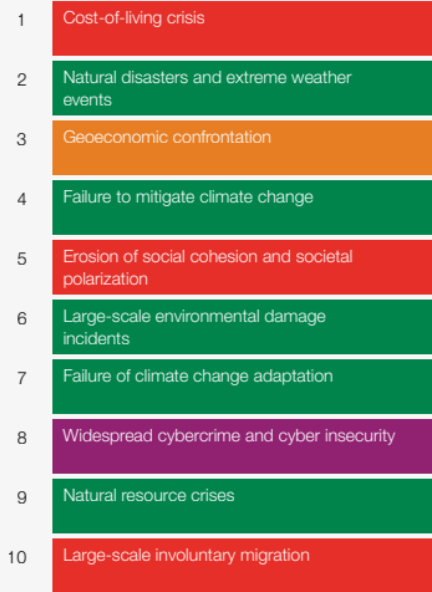 1 Cost-of-living crisis
2 Natural disasters and extreme weather
events
3 Geoeconomic confrontation
4 Failure to mitigate climate change
5 Erosion of social cohesion and societal
polarization
6 Large-scale environmental damage
incidents
7 Failure of climate change adaptation
8 Widespread cybercrime and cyber insecurity
9 Natural resource crises
10 Large-scale involuntary migration